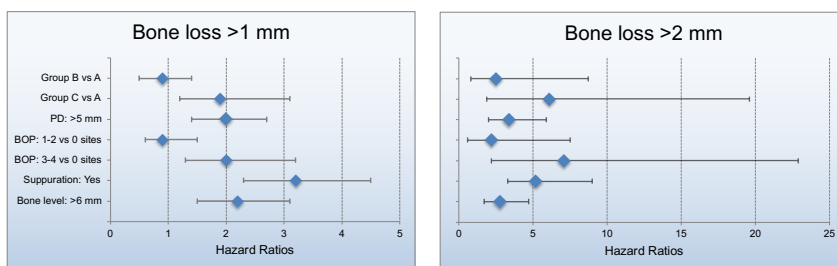 Bone loss >1 mm
Group B vs A
Group C vs A
PD: >5 mm
BOP: 1-2 vs 0 sites
BOP: 3-4 vs 0 sites
Suppuration: Yes
Bone level: >6 mm
0 1 2 3 4 5
Hazard Ratios
Bone loss >2 mm
0 5 10 15 20 25
Hazard Ratios